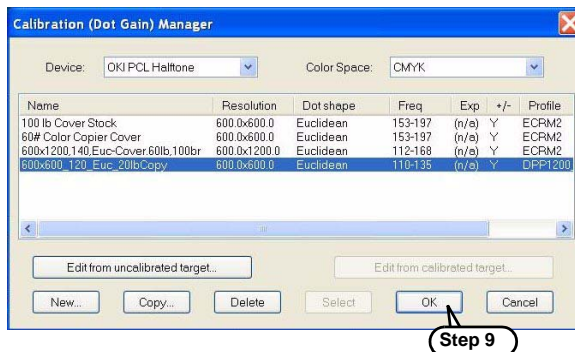 Calibration (Dot Gain) Manager
Device: OKI PCL Halftone Color Space: CMYK
Name Resolution Dot shape Freq Exp +/- Profile
100 lb Cover Stock 600.0x600.0 Euclidean 153-197 (n/a) Y ECRM2
60# Color Copier Cover 600.0x600.0 Euclidean 153-197 (n/a) Y ECRM2
600x1200,140,Euc-Cover.60lb,100br 600.0x1200.0 Euclidean 112-168 (n/a) Y ECRM2
600x600_120_Euc_20lbCopy 600.0x600.0 Euclidean 110-135 (n/a) Y DPP1200
Edit from uncalibrated target... Edit from calibrated target...
New... Copy... Delete Select OK Cancel
Step 9